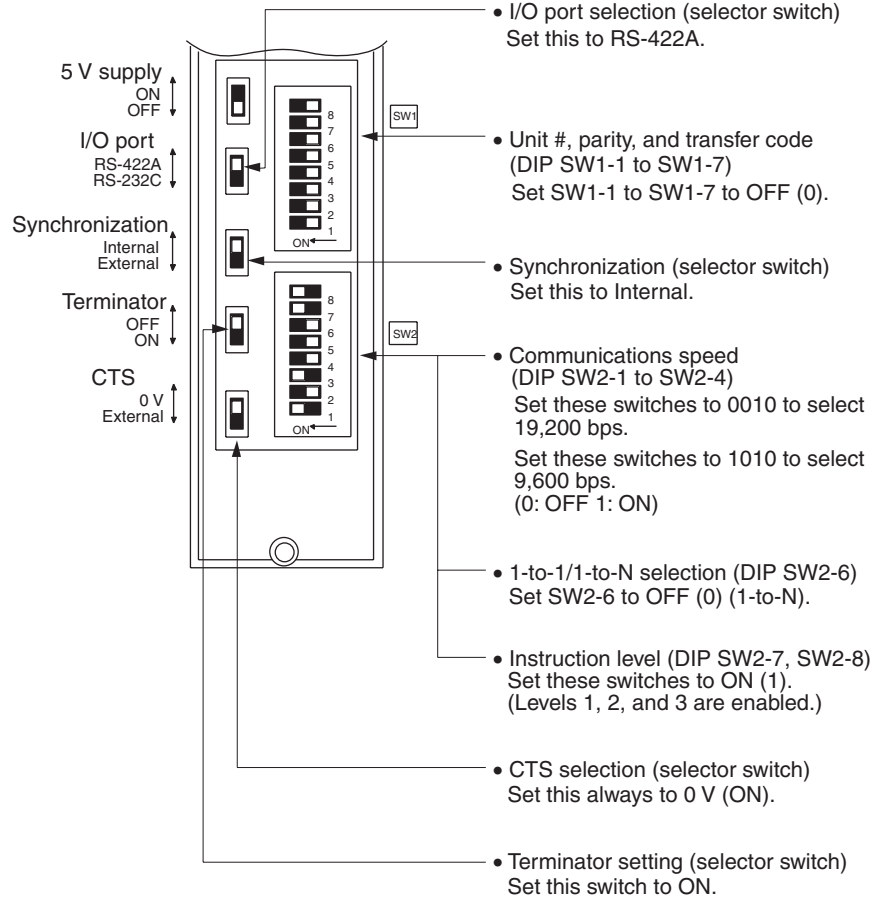 5 V supply
ON
OFF
I/O port
RS-422A
RS-232C
Synchronization
Internal
External
Terminator
OFF
ON
CTS
0 V
External
8
7
6
5
4
3
2
1
ON
SW1
8
7
6
5
4
3
2
1
ON
SW2
• I/O port selection (selector switch)
Set this to RS-422A.
• Unit #, parity, and transfer code
(DIP SW1-1 to SW1-7)
Set SW1-1 to SW1-7 to OFF (0).
• Synchronization (selector switch)
Set this to Internal.
• Communications speed
(DIP SW2-1 to SW2-4)
Set these switches to 0010 to select
19,200 bps.
Set these switches to 1010 to select
9,600 bps.
(0: OFF 1: ON)
• 1-to-1/1-to-N selection (DIP SW2-6)
Set SW2-6 to OFF (0) (1-to-N).
• Instruction level (DIP SW2-7, SW2-8)
Set these switches to ON (1).
(Levels 1, 2, and 3 are enabled.)
• CTS selection (selector switch)
Set this always to 0 V (ON).
• Terminator setting (selector switch)
Set this switch to ON.